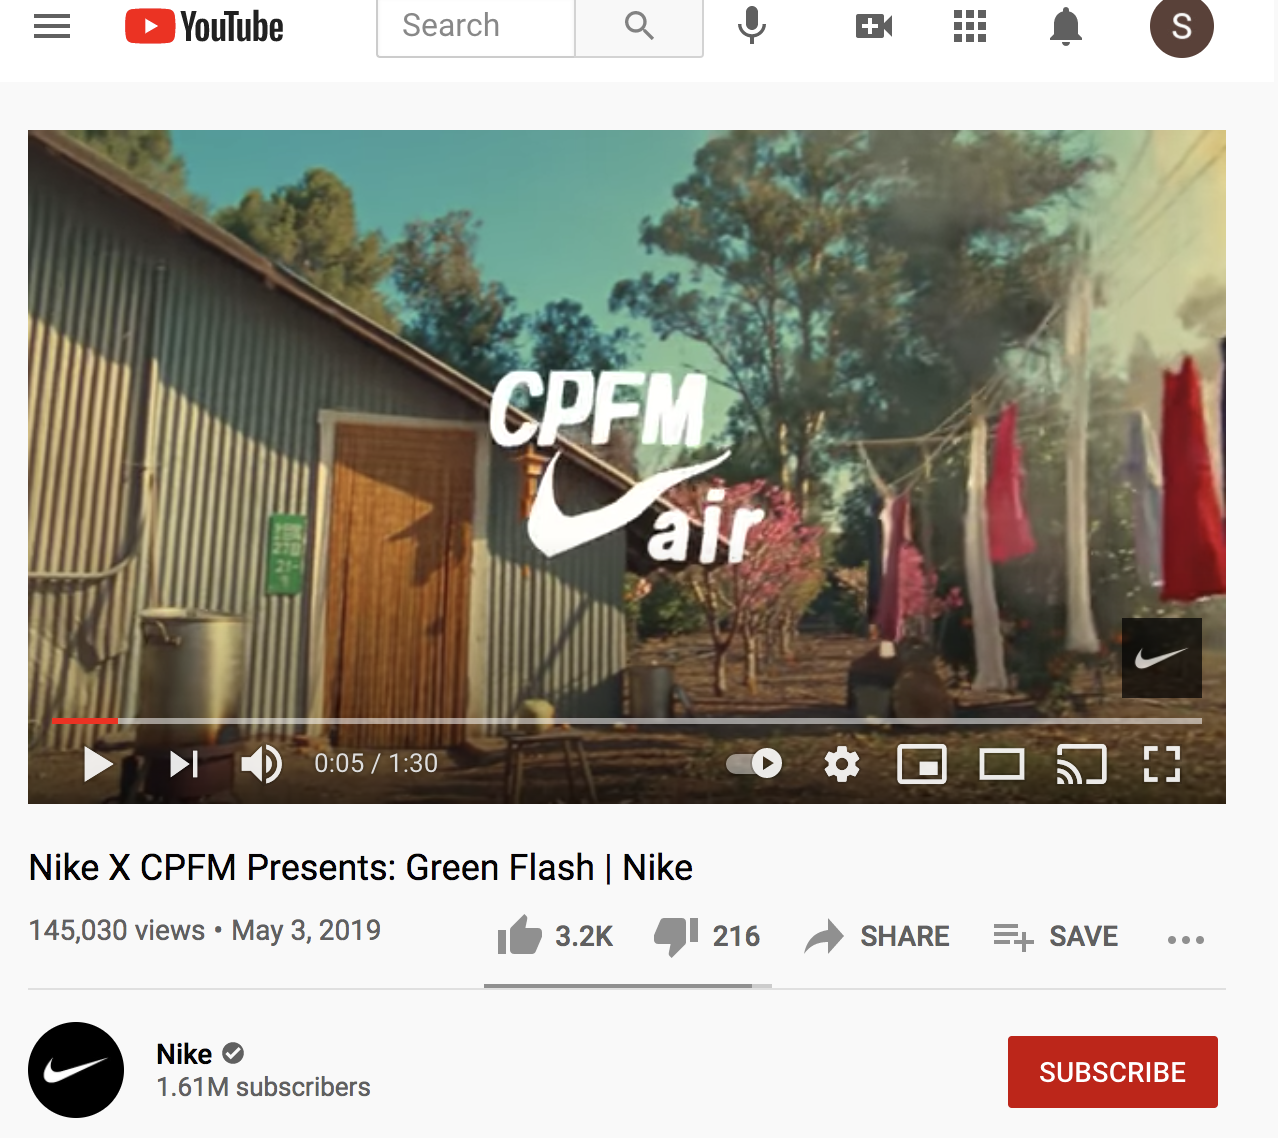 YouTube
Search
S
CPFM
air
0:05 / 1:30
Nike X CPFM Presents: Green Flash | Nike
145,030 views • May 3, 2019
3.2K
216
SHARE
SAVE
Nike
1.61M subscribers
SUBSCRIBE